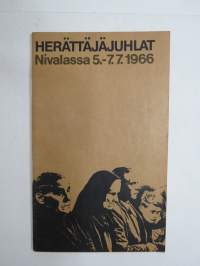 HERÄTTÄJÄJUHLAT
Nivalassa 5.-7.7.1966